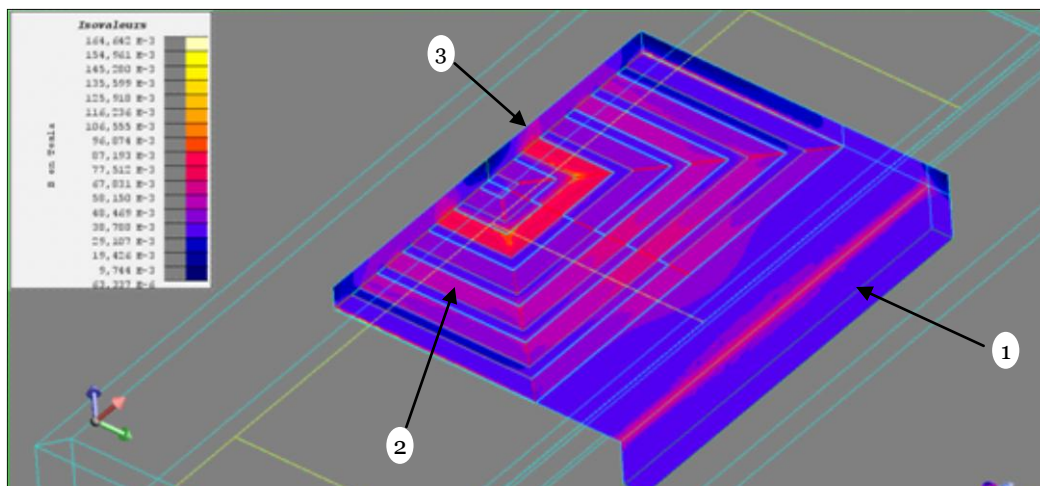 Isovaleurs
164,642 E-3
154,961 E-3
145,280 E-3
135,599 E-3
125,918 E-3
116,236 E-3
106,555 E-3
96,874 E-3
87,193 E-3
77,512 E-3
67,831 E-3
58,150 E-3
48,469 E-3
38,788 E-3
29,107 E-3
19,426 E-3
9,744 E-3
63,337 E-6
B en Tesla
3
1
2